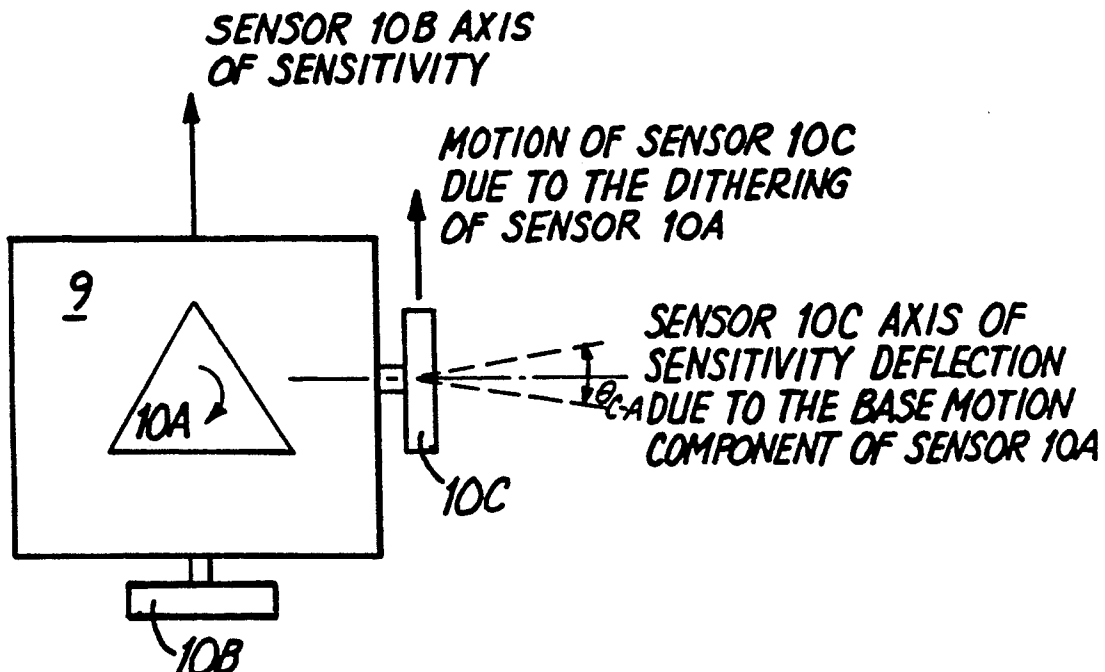 SENSOR 10B AXIS
OF SENSITIVITY
MOTION OF SENSOR 10C
DUE TO THE DITHERING
OF SENSOR 10A
9
10A
SENSOR 10C AXIS OF
SENSITIVITY DEFLECTION
DUE TO THE BASE MOTION
COMPONENT OF SENSOR 10A
θC-A
10C
10B